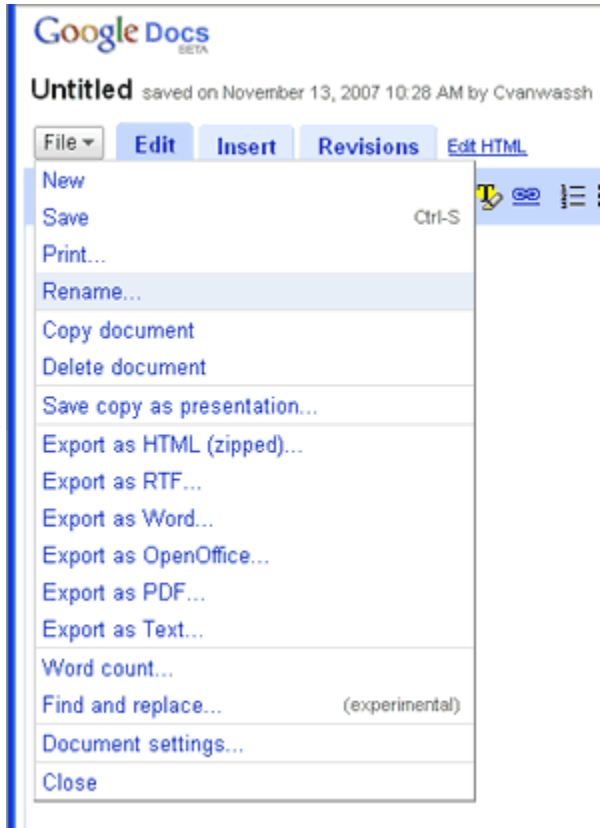 Google Docs
BETA
Untitled saved on November 13, 2007 10:28 AM by Cvanwassh
File Edit Insert Revisions Edit HTML
New
T
Save Ctrl-S
Print...
Rename...
Copy document
Delete document
Save copy as presentation...
Export as HTML (zipped)...
Export as RTF...
Export as Word...
Export as OpenOffice...
Export as PDF...
Export as Text...
Word count...
Find and replace... (experimental)
Document settings...
Close